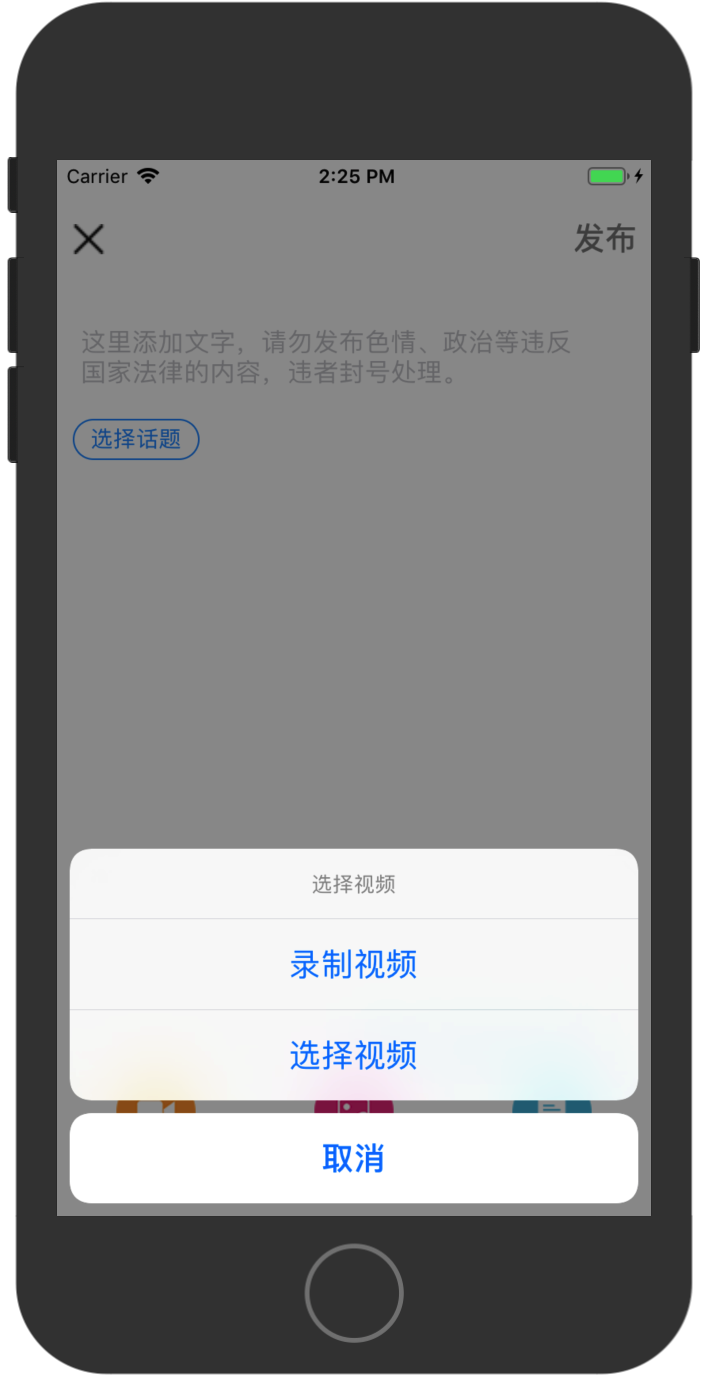 Carrier 2:25 PM
发布
这里添加文字，请勿发布色情、政治等违反
国家法律的内容，违者封号处理。
选择话题
选择视频
录制视频
选择视频
取消